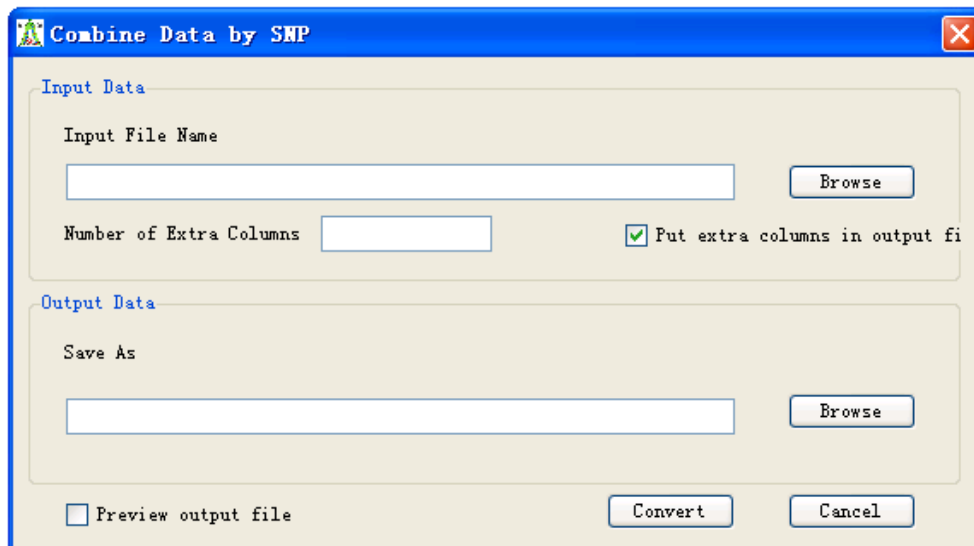 Combine Data by SNP
Input Data
Input File Name
Browse
Number of Extra Columns
Put extra columns in output fi
Output Data
Save As
Browse
Preview output file
Convert
Cancel